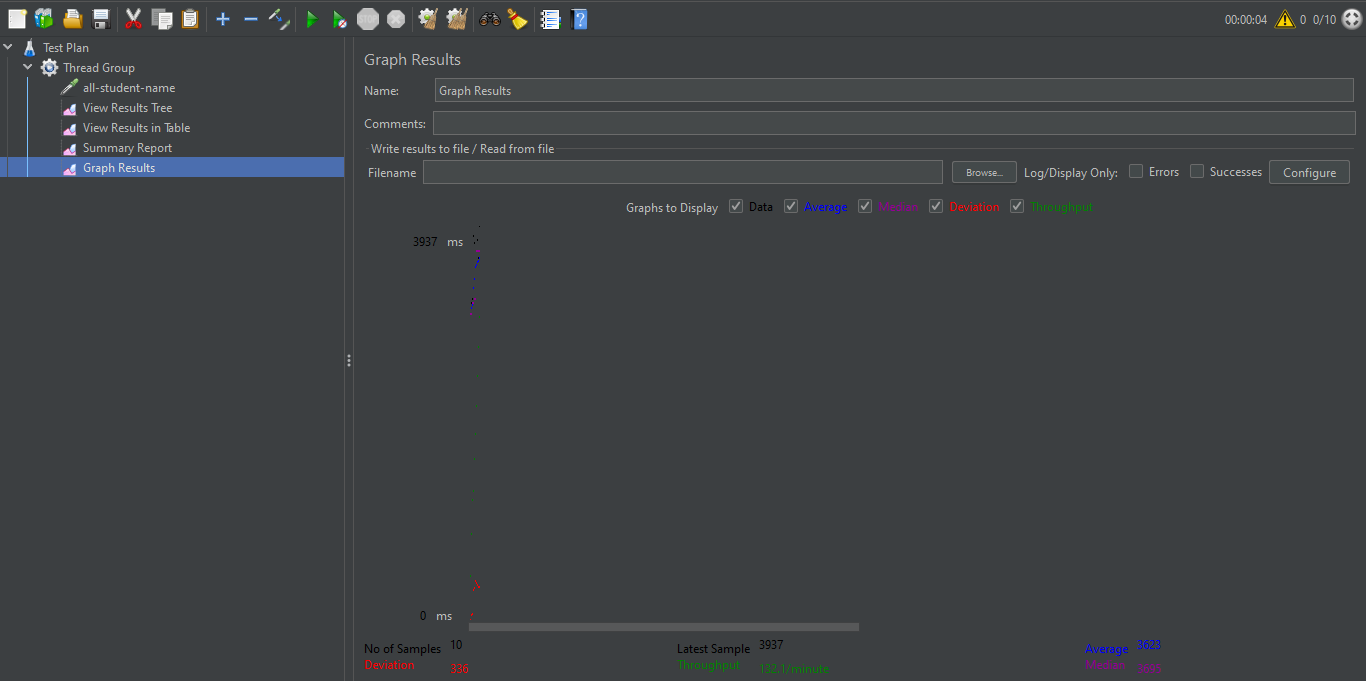 STOP
00:00:04 0 0/10
Test Plan
Thread Group
all-student-name
View Results Tree
View Results in Table
Summary Report
Graph Results
Graph Results
Name: Graph Results
Comments:
Write results to file / Read from file
Filename Browse... Log/Display Only: Errors Successes Configure
Graphs to Display Data Average Median Deviation Throughput
3937 ms
0 ms
No of Samples 10 Latest Sample 3937 Average 3623
Deviation 336 Throughput 132.1/minute Median